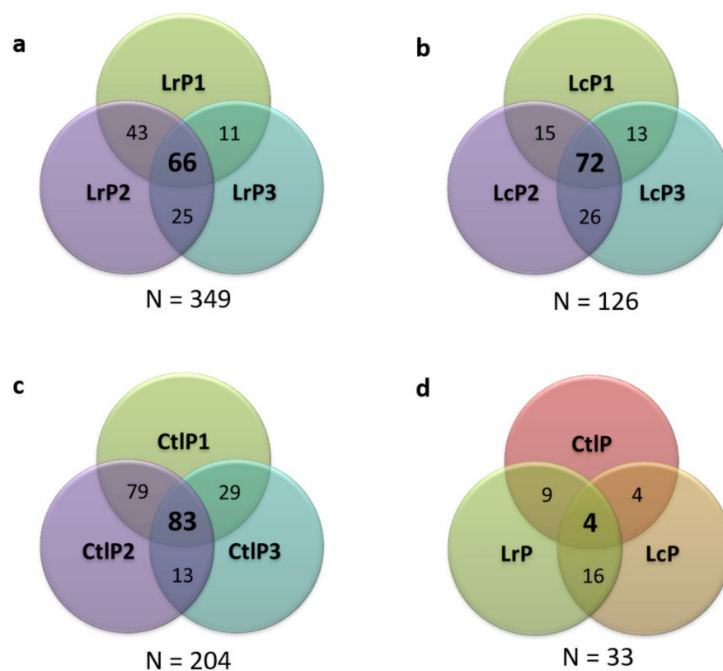 a
LrP1
43
11
66
LrP2
LrP3
25
N = 349
b
LcP1
15
13
72
LcP2
LcP3
26
N = 126
c
CtlP1
79
29
83
CtlP2
CtlP3
13
N = 204
d
CtlP
9
4
4
LrP
LcP
16
N = 33